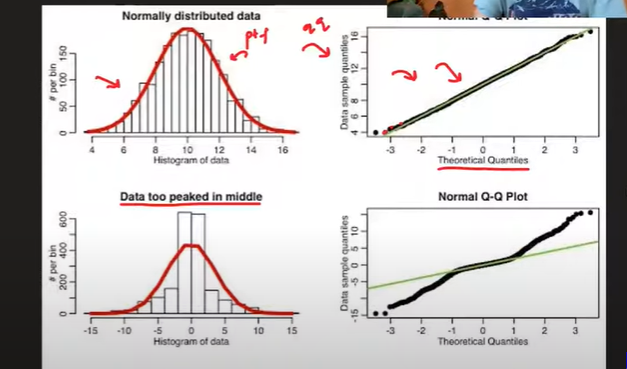 Normally distributed data
Normal Q-Q Plot
pdf
qq
# per bin
0 50 100 150
4 6 8 10 12 14 16
Histogram of data
Data sample quantiles
4 6 8 12 16
-3 -2 -1 0 1 2 3
Theoretical Quantiles
Data too peaked in middle
Normal Q-Q Plot
# per bin
0 200 400 600
-15 -10 -5 0 5 10 15
Histogram of data
Data sample quantiles
-15 -5 0 5 10
-3 -2 -1 0 1 2 3
Theoretical Quantiles